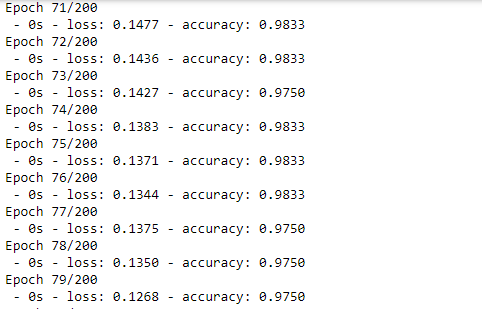 Epoch 71/200
 - 0s - loss: 0.1477 - accuracy: 0.9833
Epoch 72/200
 - 0s - loss: 0.1436 - accuracy: 0.9833
Epoch 73/200
 - 0s - loss: 0.1427 - accuracy: 0.9750
Epoch 74/200
 - 0s - loss: 0.1383 - accuracy: 0.9833
Epoch 75/200
 - 0s - loss: 0.1371 - accuracy: 0.9833
Epoch 76/200
 - 0s - loss: 0.1344 - accuracy: 0.9833
Epoch 77/200
 - 0s - loss: 0.1375 - accuracy: 0.9750
Epoch 78/200
 - 0s - loss: 0.1350 - accuracy: 0.9750
Epoch 79/200
 - 0s - loss: 0.1268 - accuracy: 0.9750